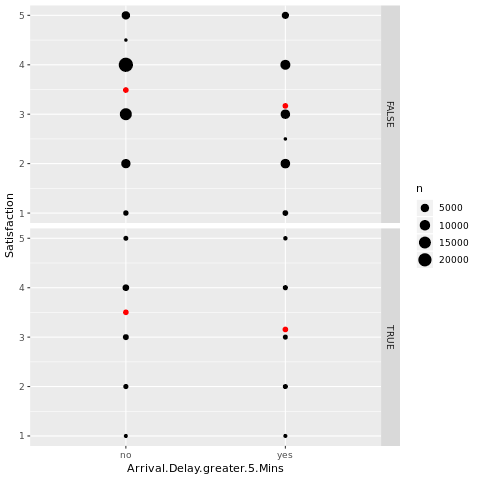 5
4
3
2
1
FALSE
5
4
3
2
1
TRUE
Satisfaction
no
yes
Arrival.Delay.greater.5.Mins
n
5000
10000
15000
20000